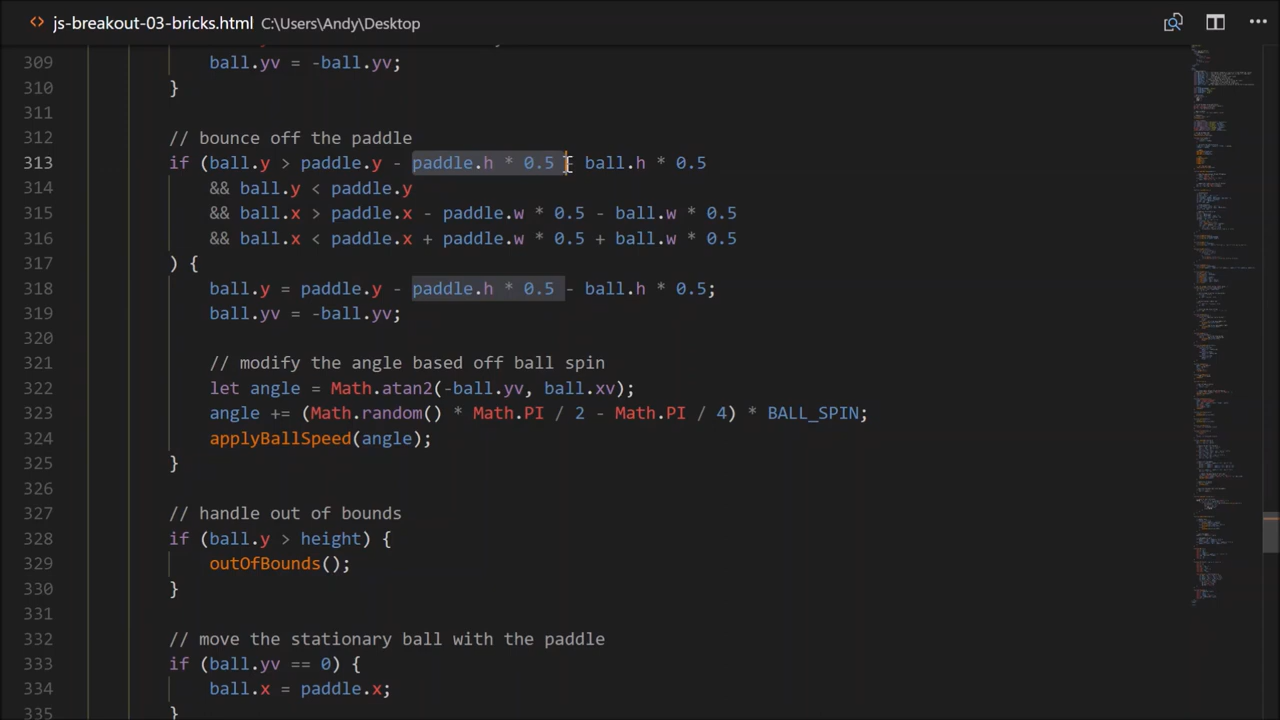 js-breakout-03-bricks.html C:\Users\Andy\Desktop
309 ball.yv = -ball.yv;
310 }
311
312 // bounce off the paddle
313 if (ball.y > paddle.y - paddle.h * 0.5 - ball.h * 0.5
314 && ball.y < paddle.y
315 && ball.x > paddle.x - paddle.w * 0.5 - ball.w * 0.5
316 && ball.x < paddle.x + paddle.w * 0.5 + ball.w * 0.5
317 ) {
318 ball.y = paddle.y - paddle.h * 0.5 - ball.h * 0.5;
319 ball.yv = -ball.yv;
320
321 // modify the angle based off ball spin
322 let angle = Math.atan2(-ball.yv, ball.xv);
323 angle += (Math.random() * Math.PI / 2 - Math.PI / 4) * BALL_SPIN;
324 applyBallSpeed(angle);
325 }
326
327 // handle out of bounds
328 if (ball.y > height) {
329 outOfBounds();
330 }
331
332 // move the stationary ball with the paddle
333 if (ball.yv == 0) {
334 ball.x = paddle.x;
335 }